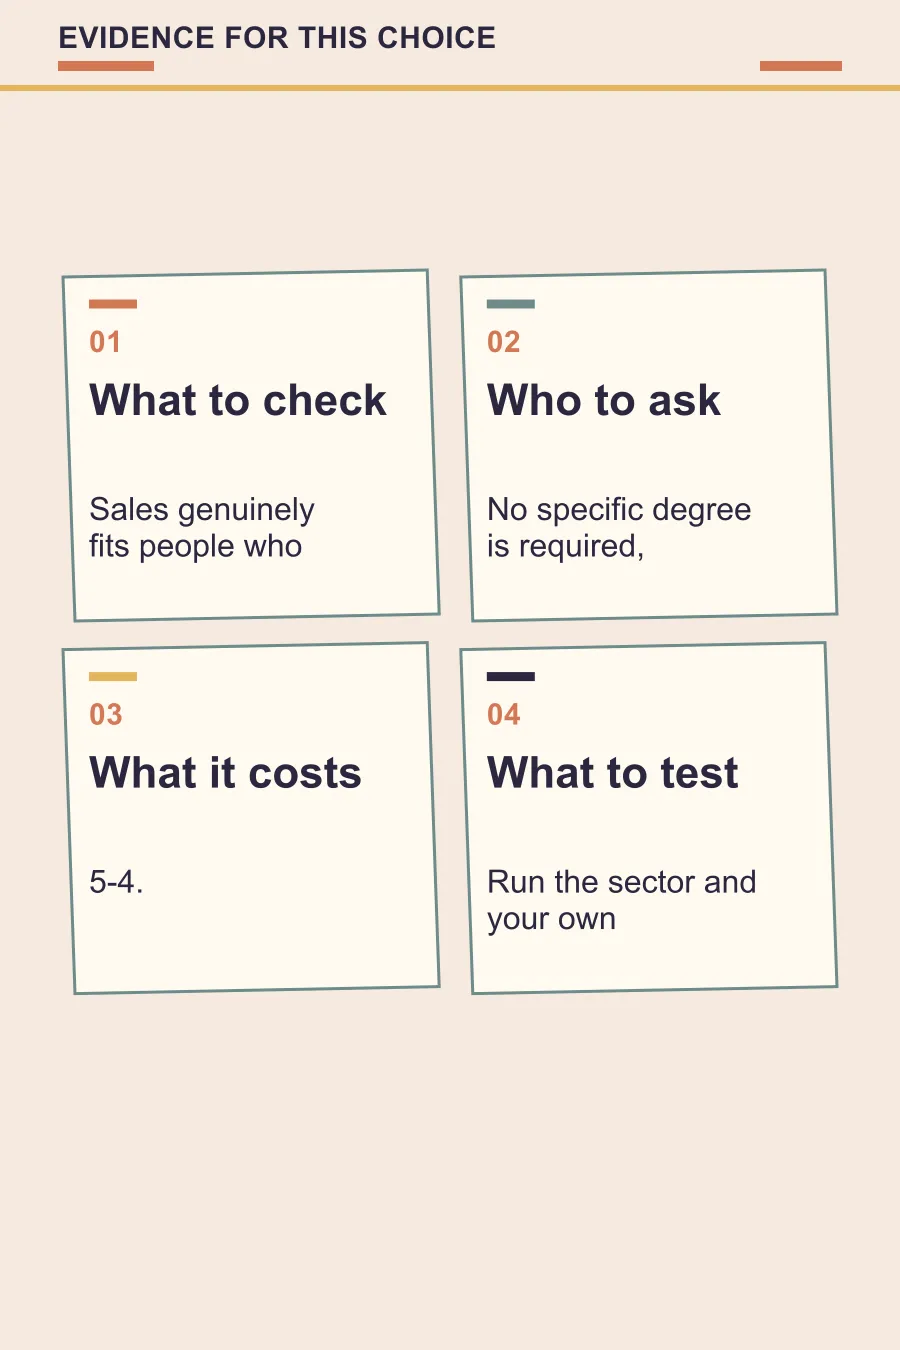 EVIDENCE FOR THIS CHOICE
01
What to check
Sales genuinely
fits people who
02
Who to ask
No specific degree
is required,
03
What it costs
5-4.
04
What to test
Run the sector and
your own